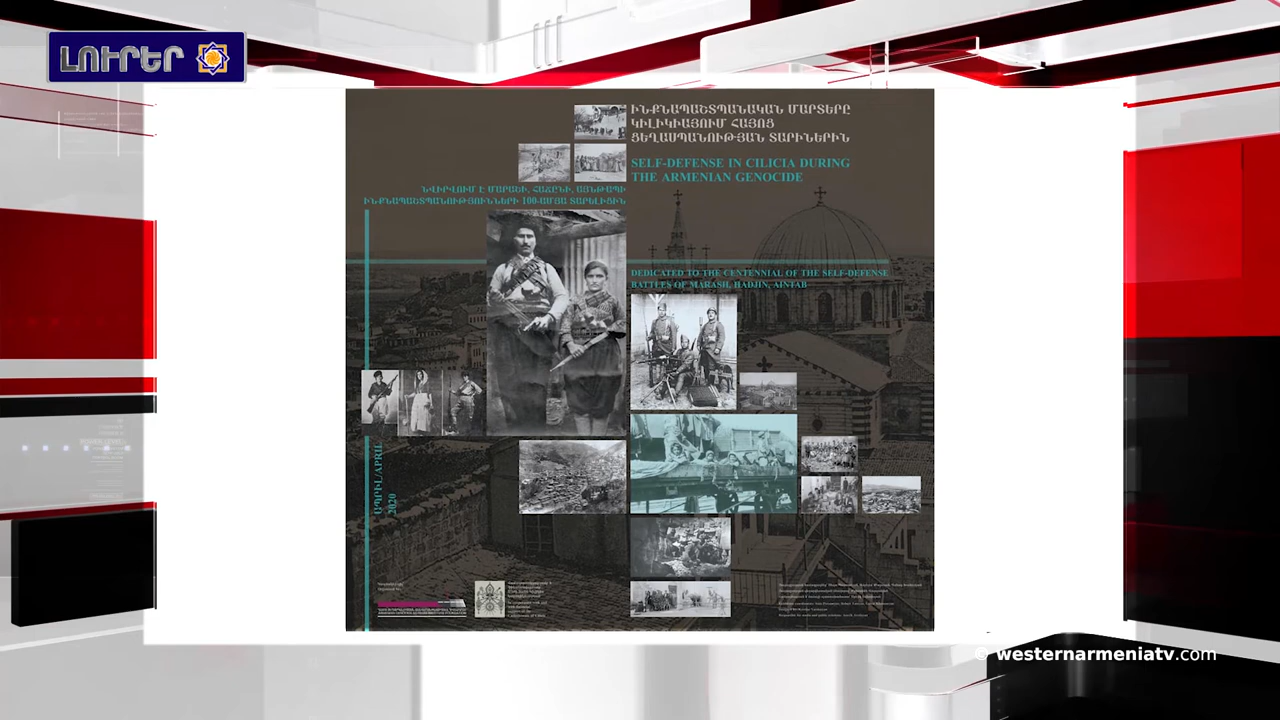 ԼՈՒՐԵՐ
ԻՆՔՆԱՊԱՇՏՊԱՆԱԿԱՆ ՄԱՐՏԵՐԸ
ԿԻԼԻԿԻԱՅՈՒՄ ՀԱՅՈՑ
ՑԵՂԱՍՊԱՆՈՒԹՅԱՆ ՏԱՐԻՆԵՐԻՆ
SELF-DEFENSE IN CILICIA DURING
THE ARMENIAN GENOCIDE
ՆՎԻՐՎՈՒՄ Է ՄԱՐԱՇԻ, ՀԱՃԸՆԻ, ԱՅՆԹԱՊԻ
ԻՆՔՆԱՊԱՇՏՊԱՆՈՒԹՅՈՒՆՆԵՐԻ 100-ԱՄՅԱ ՏԱՐԵԼԻՑԻՆ
DEDICATED TO THE CENTENNIAL OF THE SELF-DEFENSE
BATTLES OF MARASH, HADJIN, AINTAB
ԱՊՐԻԼ/APRIL
2020
© westernarmeniatv.com